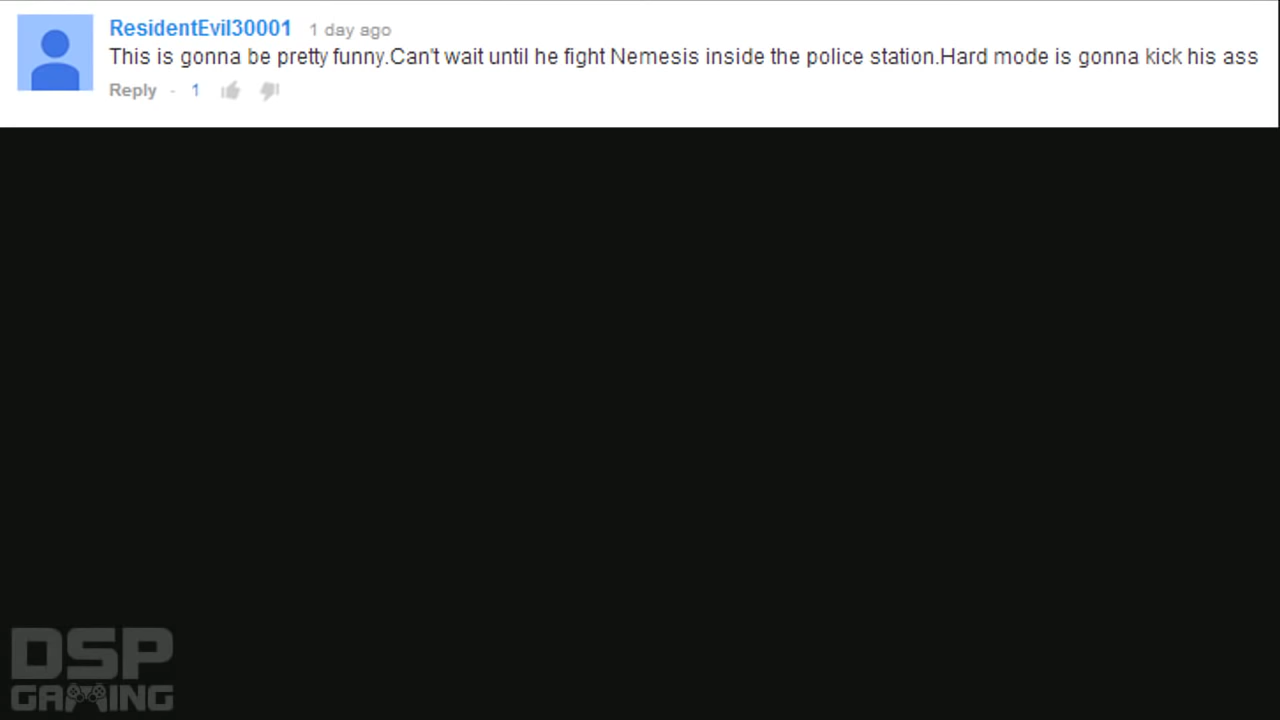 ResidentEvil30001 1 day ago
This is gonna be pretty funny.Can't wait until he fight Nemesis inside the police station.Hard mode is gonna kick his ass
Reply - 1
DSP
GAMING